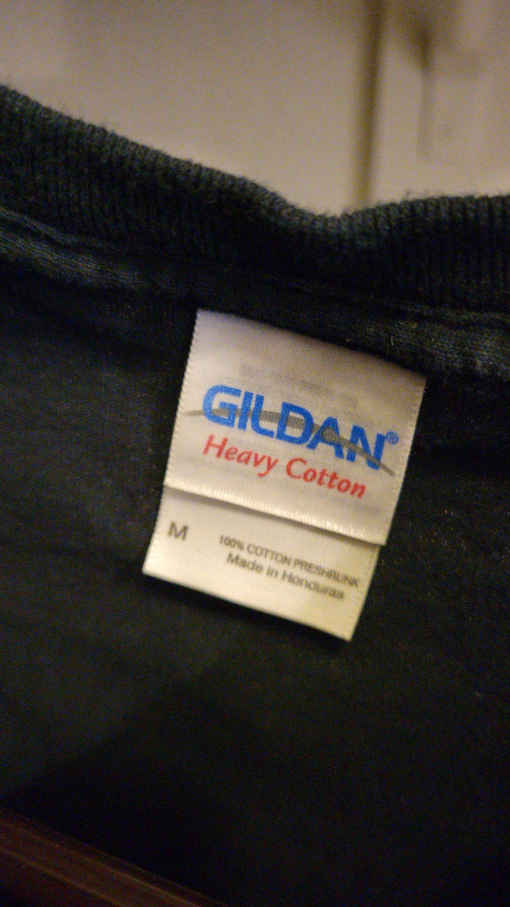 GILDAN®
Heavy Cotton
M
100% COTTON PRESHRUNK
Made in Honduras